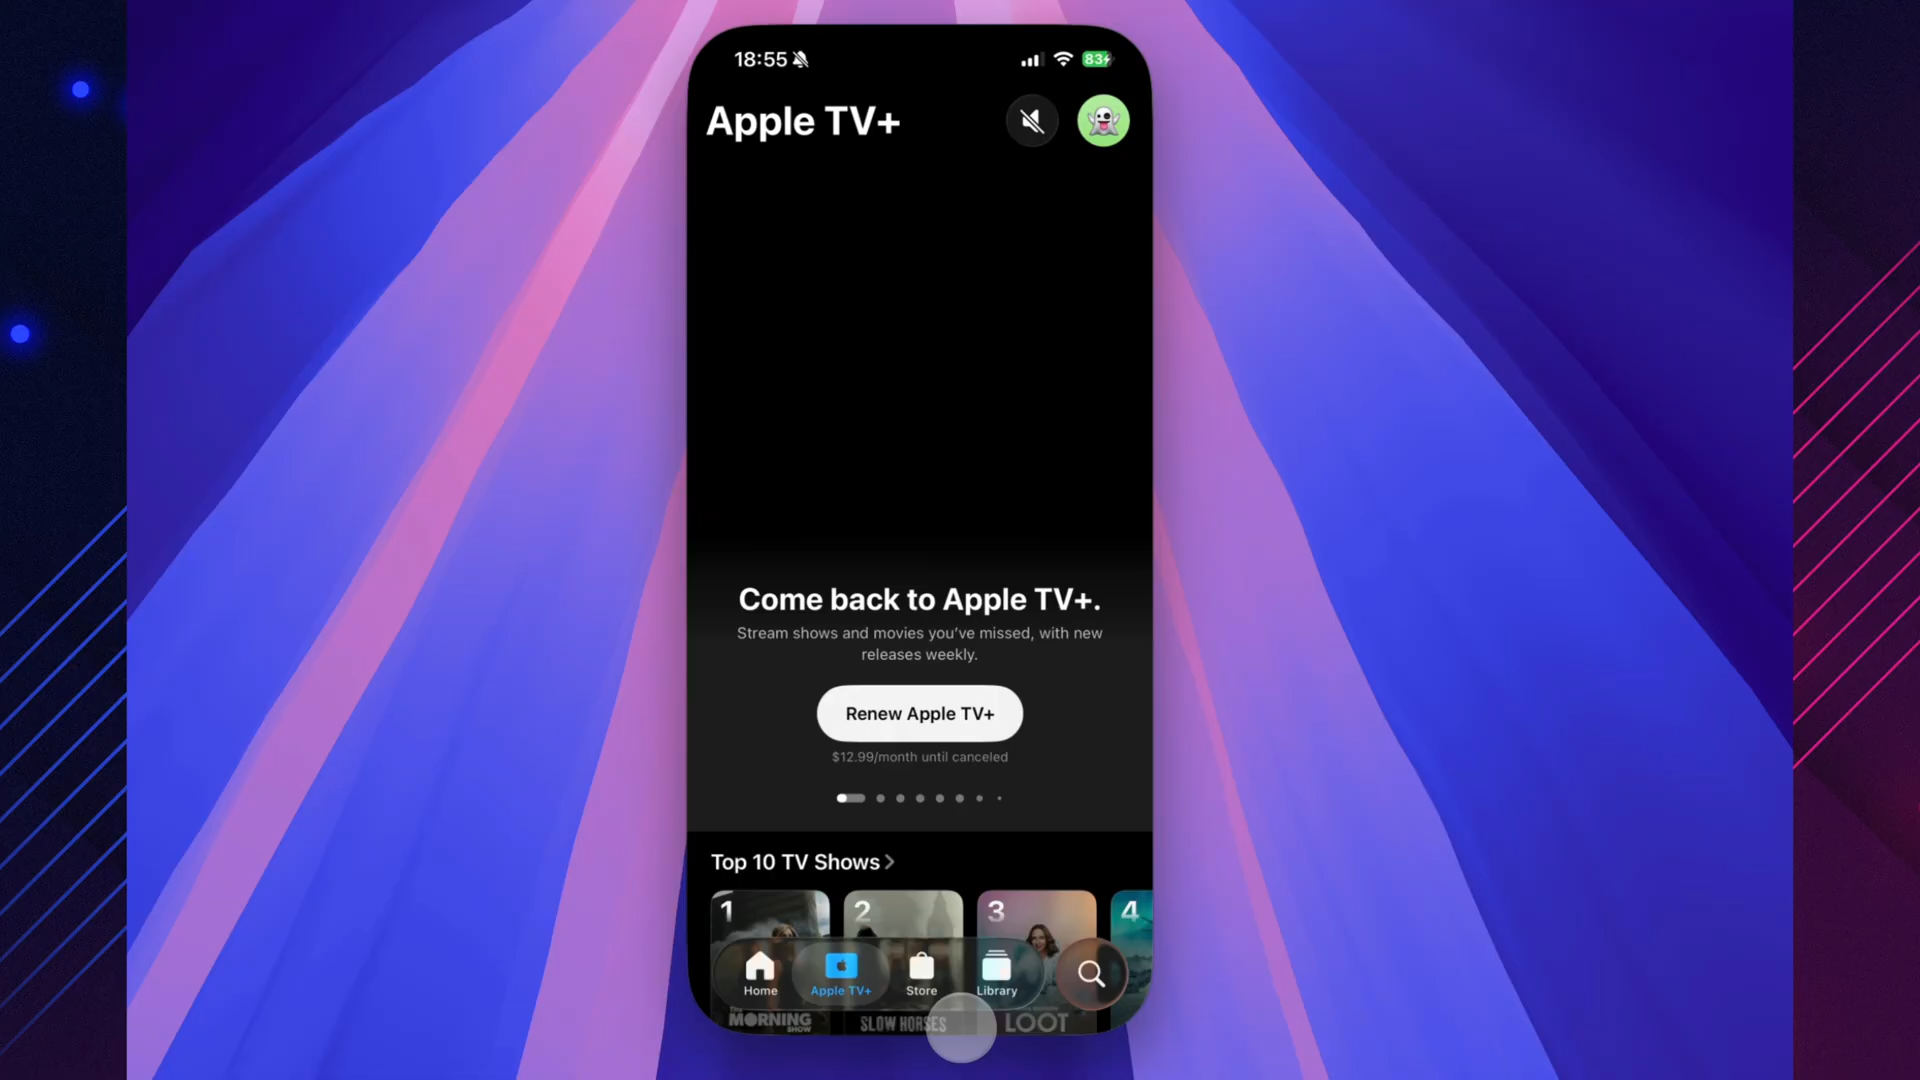 18:55
83
Apple TV+
Come back to Apple TV+.
Stream shows and movies you’ve missed, with new
releases weekly.
Renew Apple TV+
$12.99/month until canceled
Top 10 TV Shows
1
2
3
4
Home
Apple TV+
Store
Library
MORNING
SHOW
SLOW HORSES
LOOT